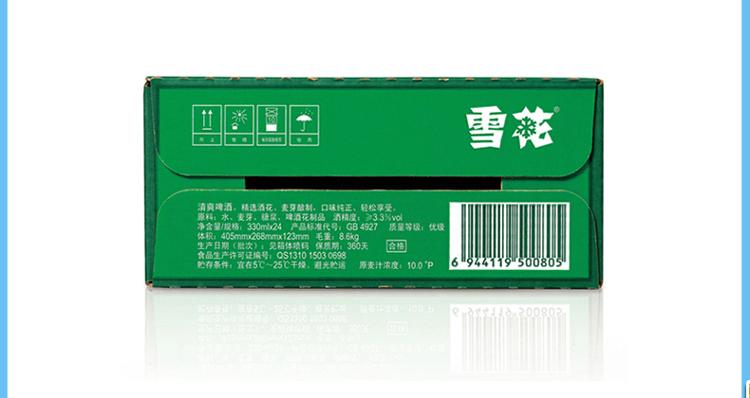 雪花®
清爽啤酒、精选酒花、麦芽酿制、口味纯正、轻松享受。
原料：水、麦芽、糖浆、啤酒花制品 酒精度：≥3.3%vol
净含量/规格：330mlx24 产品标准代号：GB 4927 质量等级：优级
体积：405mmx268mmx123mm 毛重：8.6kg
生产日期（批次）：见箱体喷码 保质期：360天 合格
食品生产许可证编号：QS1310 1503 0698
贮存条件：宜在5℃~25℃干燥、避光贮运 原麦汁浓度：10.0°P
6 944119 500805